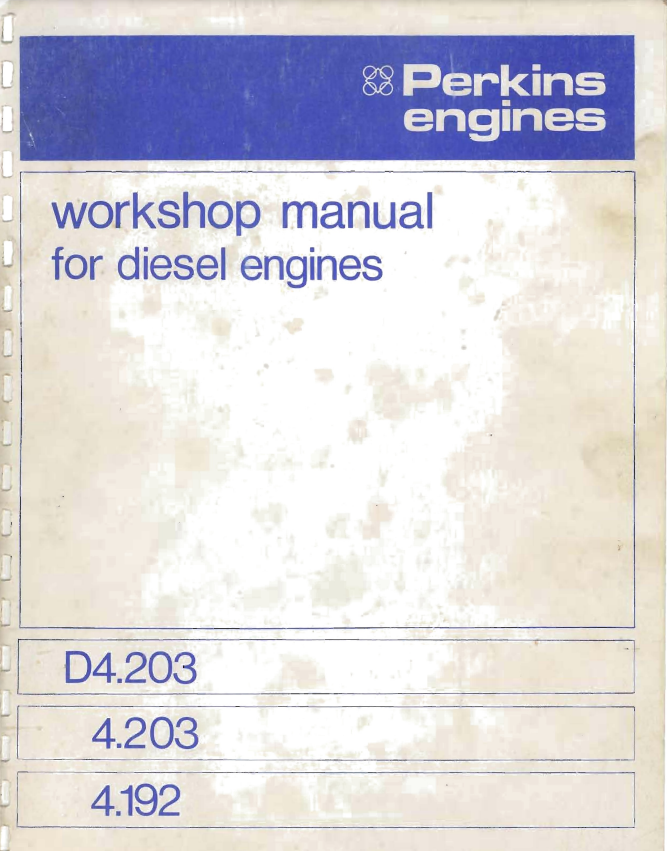 Perkins
engines
workshop manual
for diesel engines
D4.203
4.203
4.192